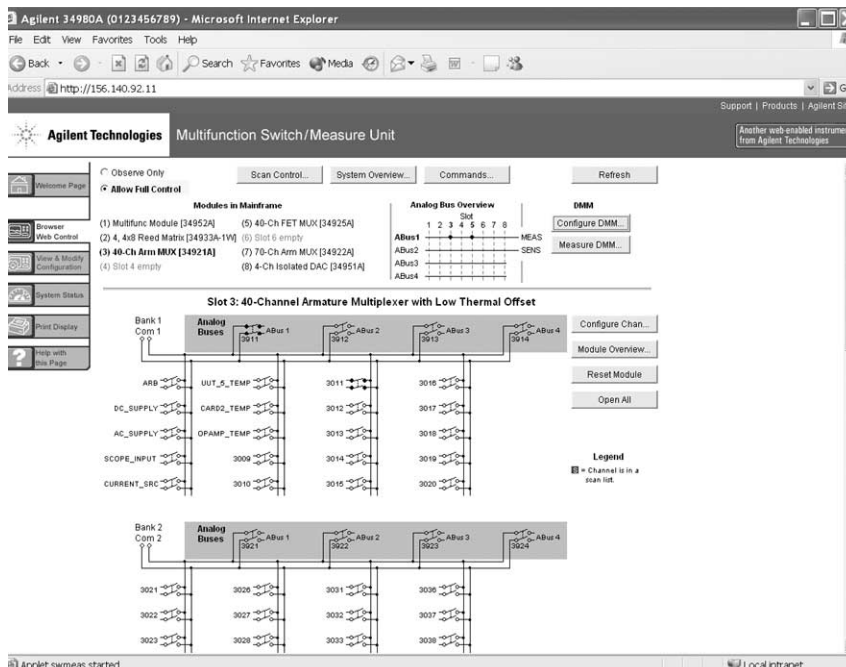 Agilent 34980A (0123456789) - Microsoft Internet Explorer
File Edit View Favorites Tools Help
Back Search Favorites Media
Address http://156.140.92.11
Support | Products | Agilent
Agilent Technologies Multifunction Switch/Measure Unit
Another web-enabled
from Agilent Technologies
Welcome Page
Browser
Web Control
View & Modify
Configuration
System Status
Print Display
Help with
this Page
Observe Only
Allow Full Control
Scan Control... System Overview... Commands... Refresh
Modules in Mainframe
(1) Multifunc Module [34952A] (5) 40-Ch FET MUX [34925A]
(2) 4, 4x8 Reed Matrix [34933A-1W] (6) Slot 6 empty
(3) 40-Ch Arm MUX [34921A] (7) 70-Ch Arm MUX [34922A]
(4) Slot 4 empty (8) 4-Ch Isolated DAC [34951A]
Analog Bus Overview
Slot
1 2 3 4 5 6 7 8
ABus1 MEAS
ABus2 SENS
ABus3
ABus4
DMM
Configure DMM...
Measure DMM...
Slot 3: 40-Channel Armature Multiplexer with Low Thermal Offset
Bank 1
Com 1
Analog
Buses
ABus 1 ABus 2 ABus 3 ABus 4
3911 3912 3913 3914
Configure Chan...
Module Overview...
Reset Module
Open All
ARB UUT_5_TEMP 3011 3016
DC_SUPPLY CARD2_TEMP 3012 3017
AC_SUPPLY OPAMP_TEMP 3013 3018
SCOPE_INPUT 3009 3014 3019
CURRENT_SRC 3010 3015 3020
Legend
= Channel is in a
scan list.
Bank 2
Com 2
Analog
Buses
ABus 1 ABus 2 ABus 3 ABus 4
3921 3922 3923 3924
3021 3026 3031 3036
3022 3027 3032 3037
3023 3028 3033 3038
Applet swmeas started Local intranet